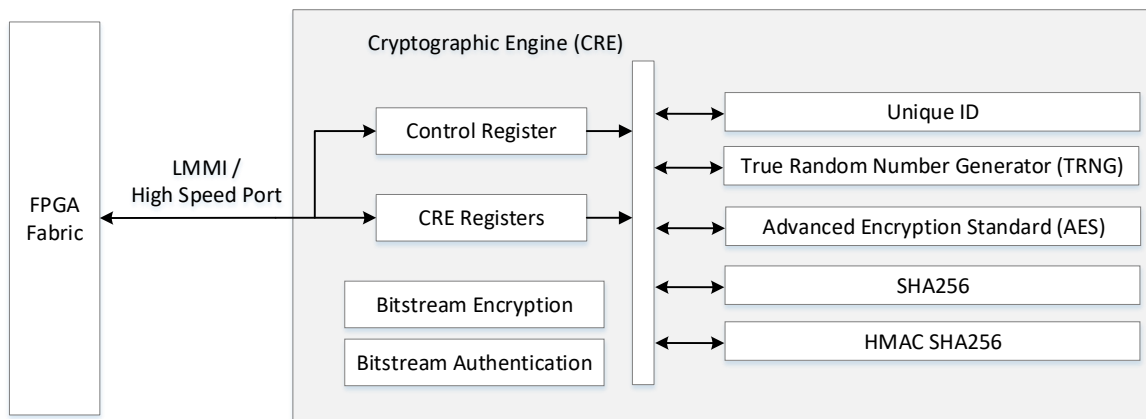 Cryptographic Engine (CRE)
FPGA
Fabric
LMMI /
High Speed Port
Control Register
CRE Registers
Bitstream Encryption
Bitstream Authentication
Unique ID
True Random Number Generator (TRNG)
Advanced Encryption Standard (AES)
SHA256
HMAC SHA256